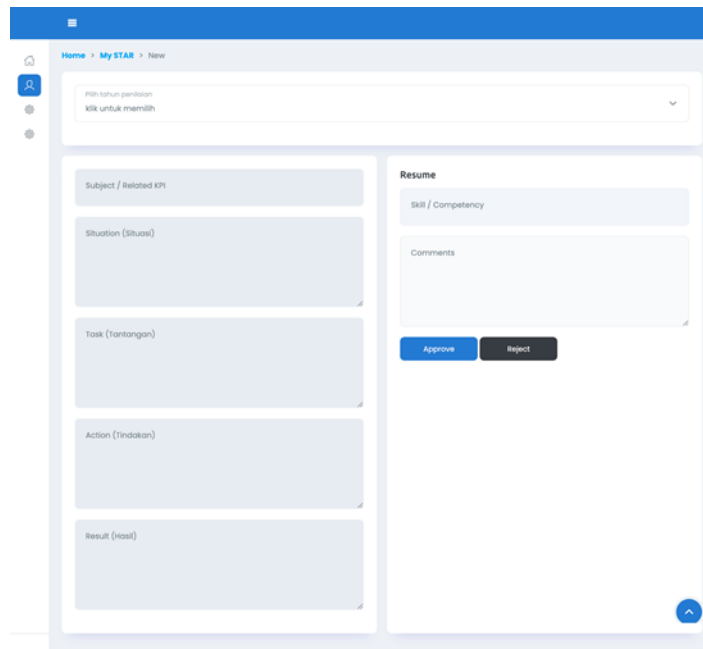 Home > My STAR > New
Pilih tahun penilaian
klik untuk memilih
Subject / Related KPI
Situation (Situasi)
Task (Tantangan)
Action (Tindakan)
Result (Hasil)
Resume
Skill / Competency
Comments
Approve Reject